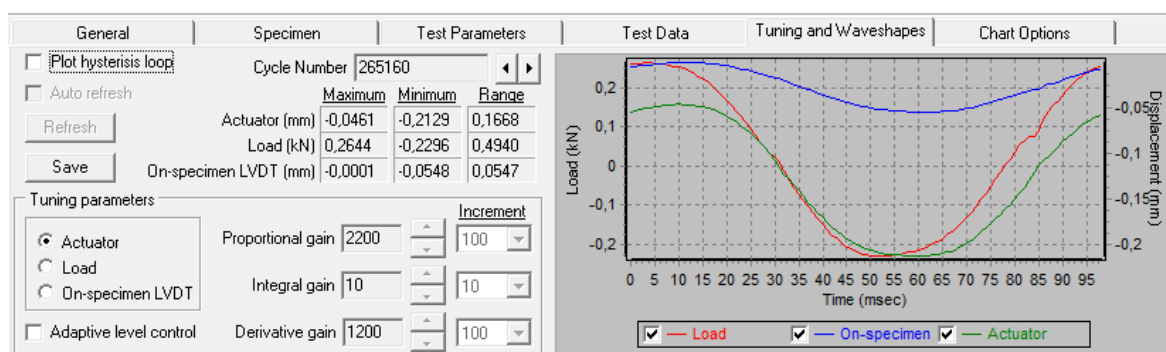 General Specimen Test Parameters Test Data Tuning and Waveshapes Chart Options
Plot hysterisis loop
Cycle Number 265160
Auto refresh
Maximum Minimum Range
Refresh
Actuator (mm) -0,0461 -0,2129 0,1668
Load (kN) 0,2644 -0,2296 0,4940
Save
On-specimen LVDT (mm) -0,0001 -0,0548 0,0547
Tuning parameters
Increment
Actuator
Load
On-specimen LVDT
Proportional gain 2200 100
Integral gain 10 10
Adaptive level control
Derivative gain 1200 100
Load (kN)
0,2
0,1
0
-0,1
-0,2
Displacement (mm)
-0,05
-0,1
-0,15
-0,2
0 5 10 15 20 25 30 35 40 45 50 55 60 65 70 75 80 85 90 95
Time (msec)
Load On-specimen Actuator